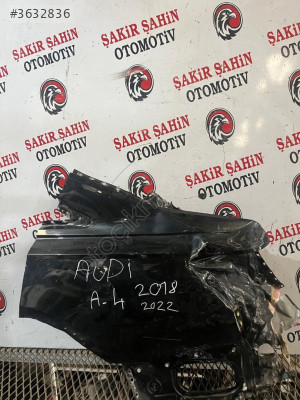 #3632836
ŞAKİR ŞAHİN
OTOMOTİV
ŞAKİR ŞAHİN
OTOMOTİV
ŞAKİR ŞAHİN
OTOMOTİV
ŞAKİR ŞAHİN
OTOMOTİV
ŞAKİR ŞAHİN
OTOMOTİV
AUDI
A-4 2018
2022